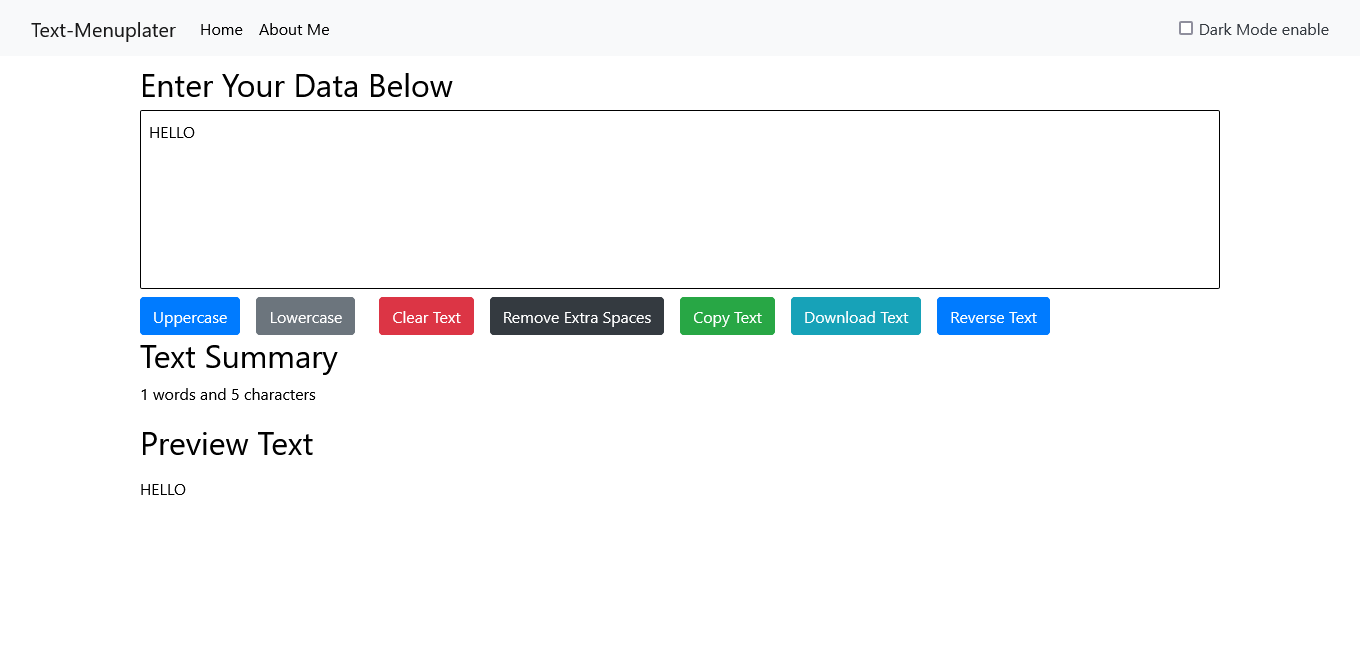 Text-Menuplater Home About Me Dark Mode enable
Enter Your Data Below
HELLO
Uppercase Lowercase Clear Text Remove Extra Spaces Copy Text Download Text Reverse Text
Text Summary
1 words and 5 characters
Preview Text
HELLO